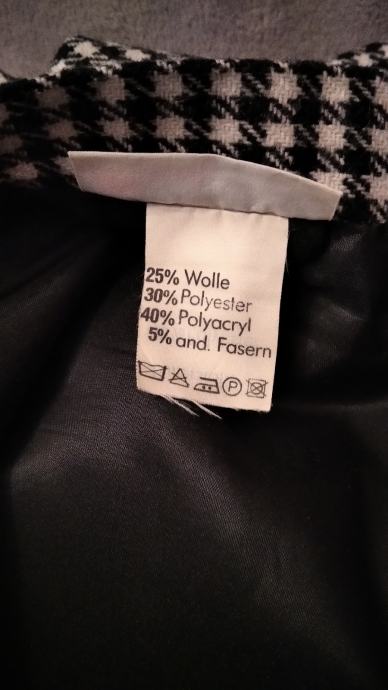 25% Wolle
30% Polyester
40% Polyacryl
5% and. Fasern
P